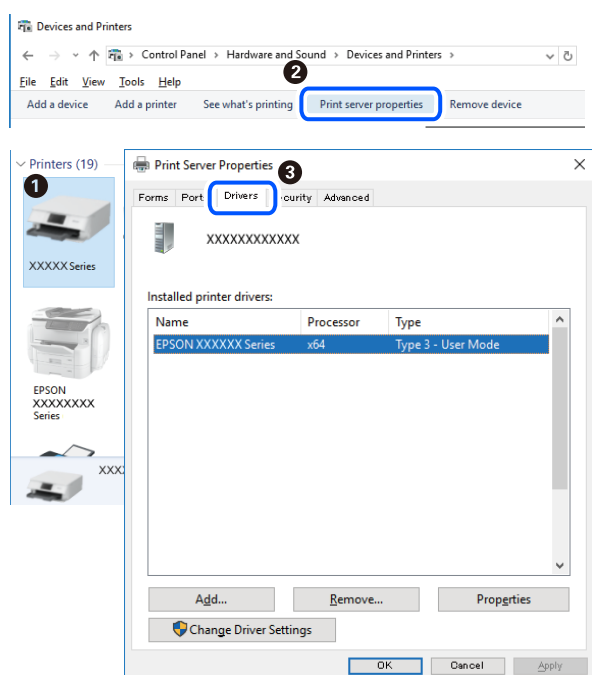 Devices and Printers
Control Panel > Hardware and Sound > Devices and Printers >
2
File Edit View Tools Help
Add a device Add a printer See what's printing Print server properties Remove device
Printers (19)
1
XXXXX Series
EPSON
XXXXXXXX
Series
XXX
Print Server Properties
3
Forms Port Drivers curity Advanced
XXXXXXXXXXXX
Installed printer drivers:
Name Processor Type
EPSON XXXXXX Series x64 Type 3 - User Mode
Add... Remove... Properties
Change Driver Settings
OK Cancel Apply